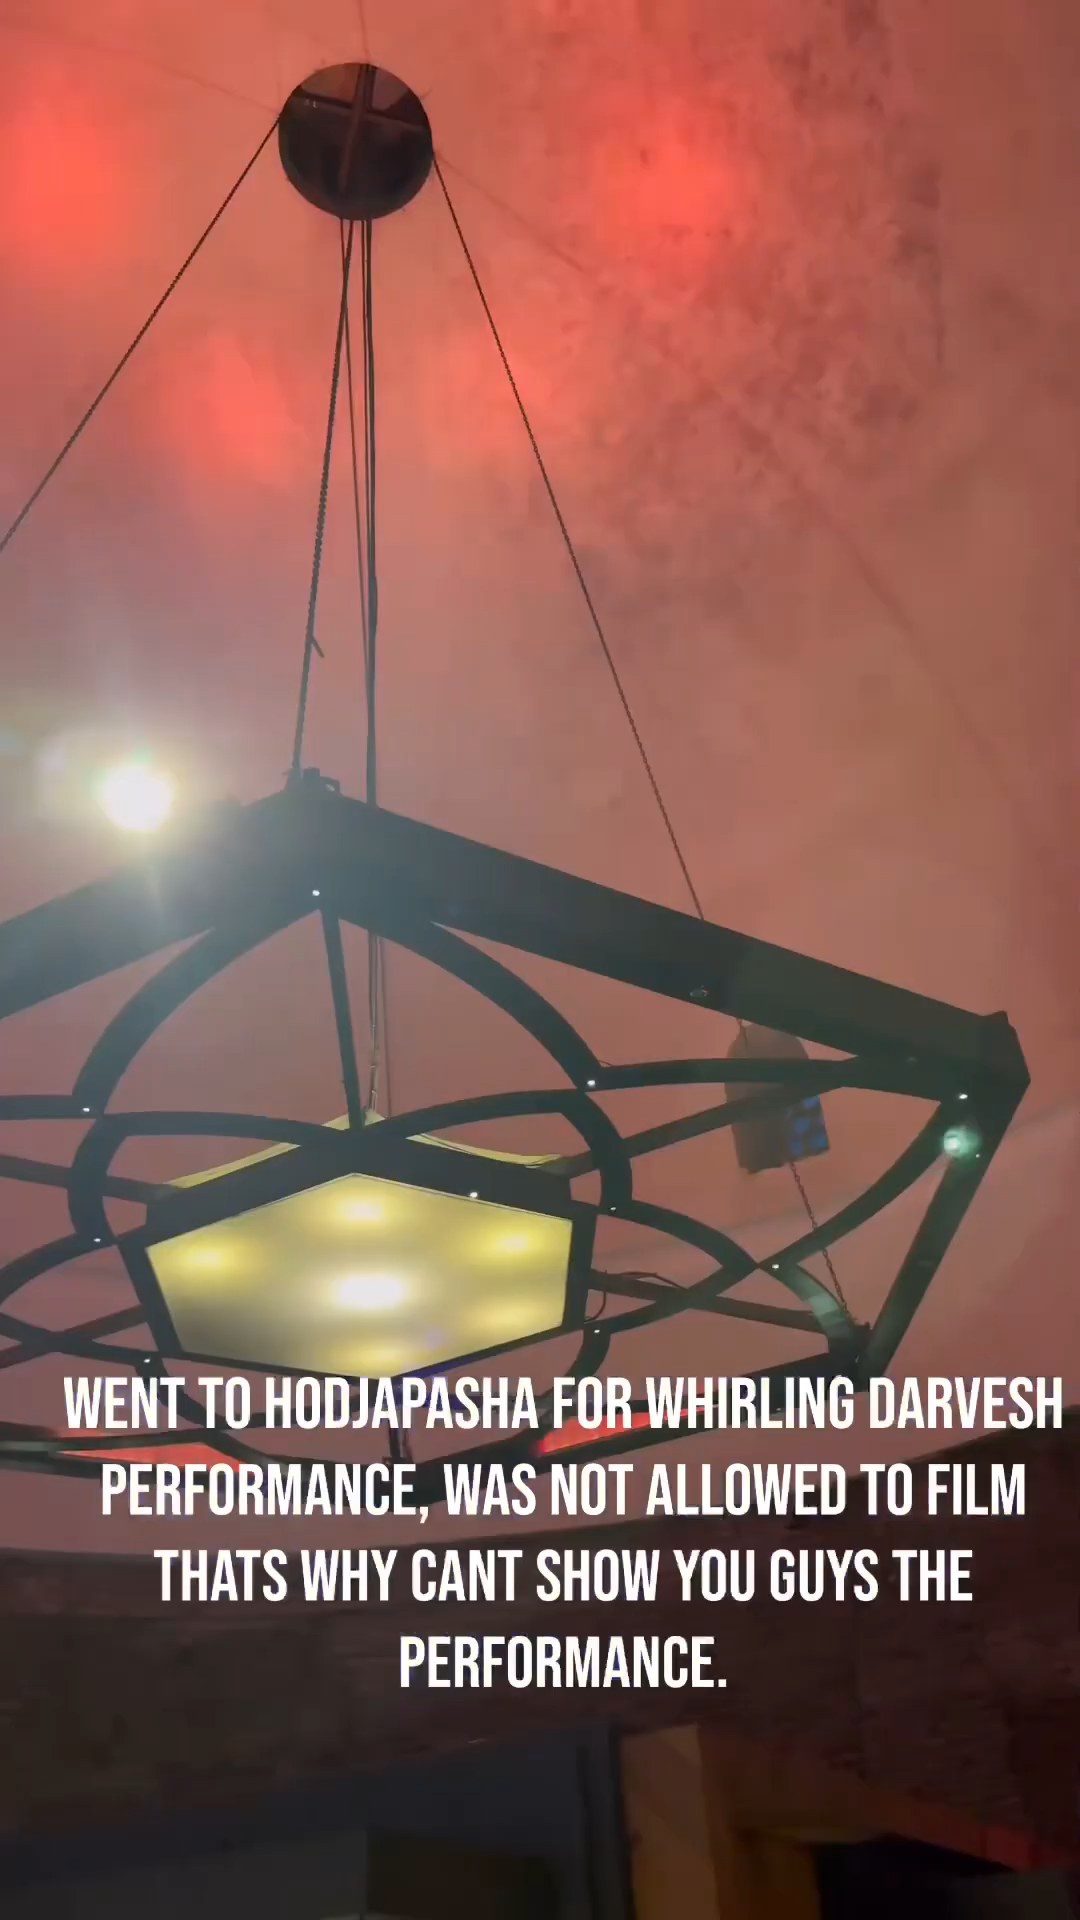 WENT TO HODJAPASHA FOR WHIRLING DARVESH
PERFORMANCE, WAS NOT ALLOWED TO FILM
THATS WHY CANT SHOW YOU GUYS THE
PERFORMANCE.